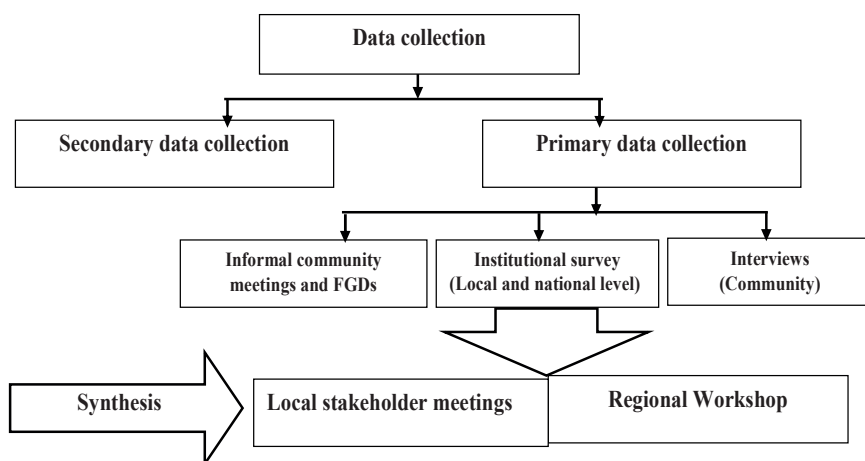 Data collection
Secondary data collection
Primary data collection
Informal community
meetings and FGDs
Institutional survey
(Local and national level)
Interviews
(Community)
Synthesis
Local stakeholder meetings
Regional Workshop